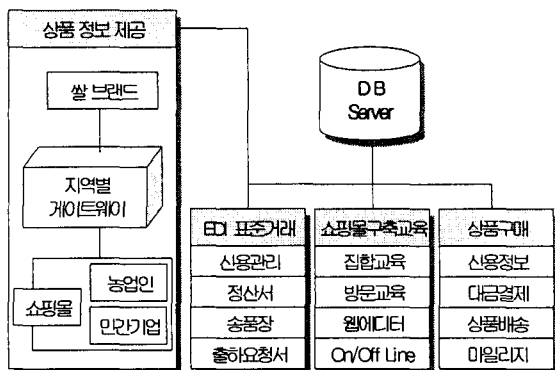 상품 정보 제공
쌀 브랜드
지역별
게이트웨이
쇼핑몰
농업인
민간기업
DB
Server
EDI 표준거래
신용관리
정산서
송품장
출하요청서
쇼핑몰구축교육
집합교육
방문교육
웹에디터
On/Off Line
상품구매
신용정보
대금결제
상품배송
마일리지